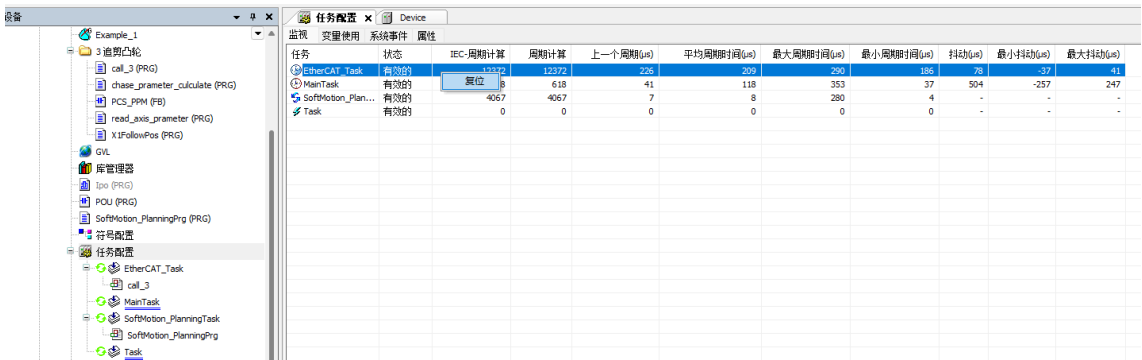 设备
任务配置 Device
监视 变量使用 系统事件 属性
任务 状态 IEC-周期计算 周期计算 上一个周期(μs) 平均周期时间(μs) 最大周期时间(μs) 最小周期时间(μs) 抖动(μs) 最小抖动(μs) 最大抖动(μs)
EtherCAT_Task 有效的 12372 12372 226 209 290 186 78 -37 41
复位
MainTask 有效的 8 618 41 118 353 37 504 -257 247
SoftMotion_Plan... 有效的 4067 4067 7 8 280 4 - - -
Task 有效的 0 0 0 0 0 0 - - -
Example_1
3 追剪凸轮
call_3 (PRG)
chase_prameter_culculate (PRG)
PCS_PPM (FB)
read_axis_prameter (PRG)
X1FollowPos (PRG)
GVL
库管理器
Ipo (PRG)
POU (PRG)
SoftMotion_PlanningPrg (PRG)
符号配置
任务配置
EtherCAT_Task
call_3
MainTask
SoftMotion_PlanningTask
SoftMotion_PlanningPrg
Task